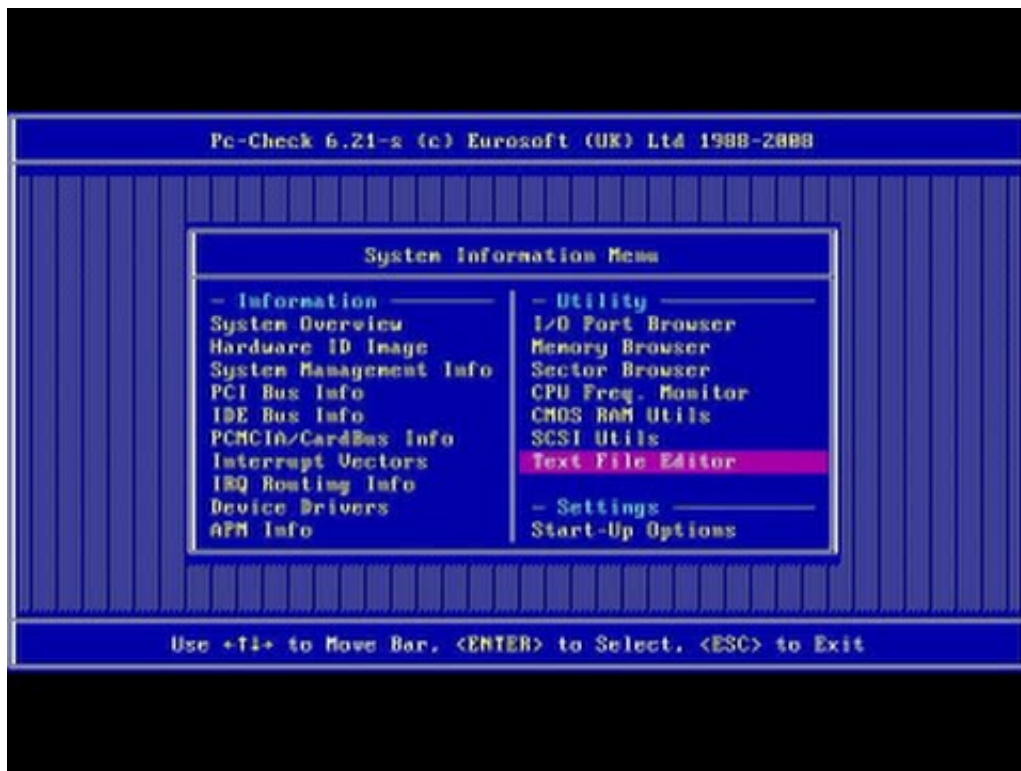 Pc-Check 6.21-s (c) Eurosoft (UK) Ltd 1988-2008
System Information Menu
- Information
System Overview
Hardware ID Image
System Management Info
PCI Bus Info
IDE Bus Info
PCMCIA/CardBus Info
Interrupt Vectors
IRQ Routing Info
Device Drivers
APM Info
- Utility
I/O Port Browser
Memory Browser
Sector Browser
CPU Freq. Monitor
CMOS RAM Utils
SCSI Utils
Text File Editor
- Settings
Start-Up Options
Use ←↑↓→ to Move Bar, <ENTER> to Select, <ESC> to Exit